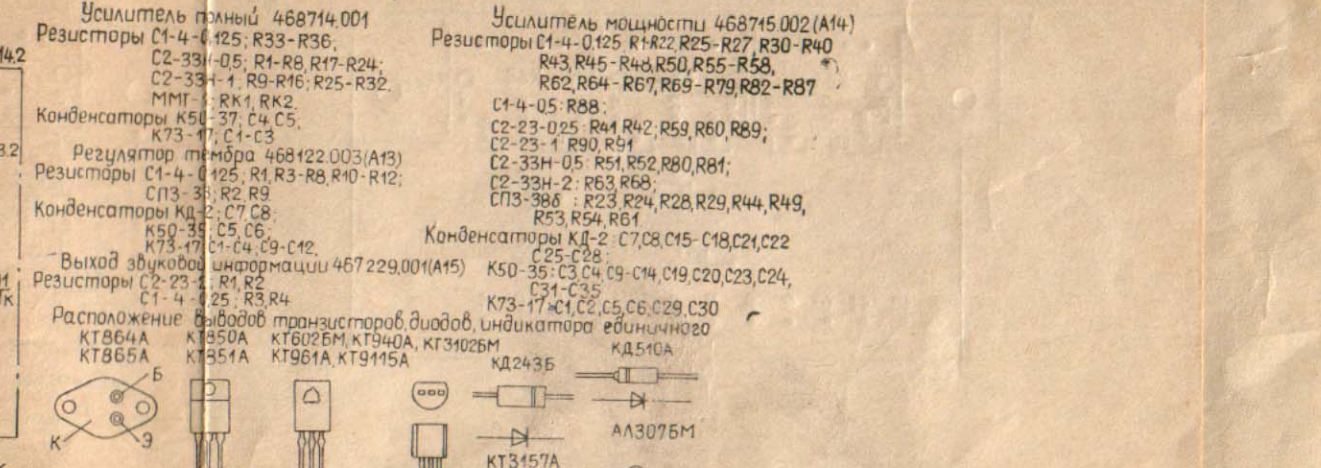 14.2
3.2
Усилитель полный 468714.001
Резисторы С1-4-0,125; R33-R36;
С2-33Н-0,5; R1-R8, R17-R24;
С2-33Н-1; R9-R16; R25-R32.
ММТ- ; RK1, RK2.
Конденсаторы К50-37; С4, С5,
К73-17; С1-С3
Регулятор тембра 468122.003(А13)
Резисторы С1-4-0,125; R1, R3-R8, R10-R12;
СП3-33; R2, R9.
Конденсаторы КД-2; С7, С8;
К50-35; С5, С6;
К73-17; С1-С4; С9-С12.
Выход звуковой информации 467229.001(А15)
Резисторы С2-23- ; R1, R2
С1-4-0,25; R3, R4
Усилитель мощности 468715.002(А14)
Резисторы С1-4-0,125 R1-R22, R25-R27, R30-R40
R43, R45-R48, R50, R55-R58,
R62, R64-R67, R69-R79, R82-R87
С1-4-0,5: R88;
С2-23-0,25: R41 R42; R59, R60, R89;
С2-23-1 R90, R91
С2-33Н-0,5: R51, R52, R80, R81;
С2-33Н-2: R63, R68;
СП3-38б : R23, R24, R28, R29, R44, R49,
R53, R54, R61
Конденсаторы КД-2 С7, С8, С15-С18, С21, С22
С25-С28;
К50-35: С3 С4, С9-С14, С19, С20, С23, С24,
С31-С35
К73-17: С1, С2, С5, С6, С29, С30
Расположение выводов транзисторов, диодов, индикатора единичного
КТ864А КТ850А КТ602БМ, КТ940А, КТ3102БМ
КТ865А КТ851А КТ961А, КТ9115А
КД243Б КД510А
Б
К Э
АЛ307БМ
КТ3157А